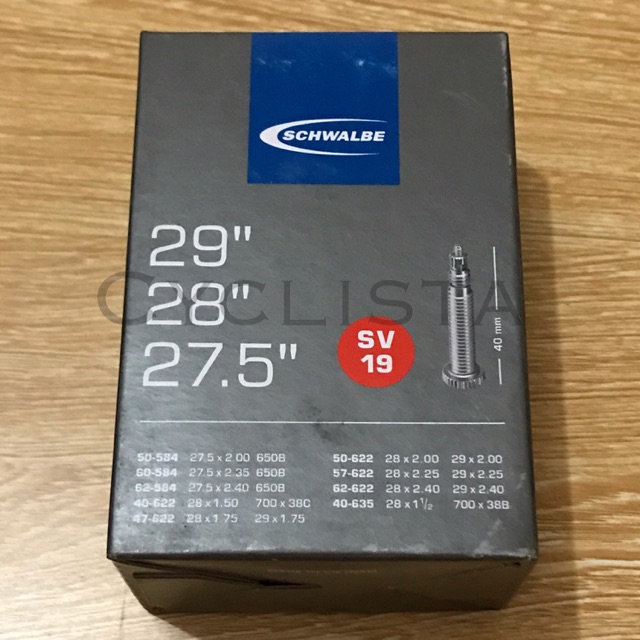 SCHWALBE
29"
28"
27.5"
CYCLISTA
SV
19
40 mm
50-584 27.5 x 2.00 650B
60-584 27.5 x 2.35 650B
62-584 27.5 x 2.40 650B
40-622 28 x 1.50 700 x 38C
47-622 28 x 1.75 29 x 1.75
50-622 28 x 2.00 29 x 2.00
57-622 28 x 2.25 29 x 2.25
62-622 28 x 2.40 29 x 2.40
40-635 28 x 1 1/2 700 x 38B